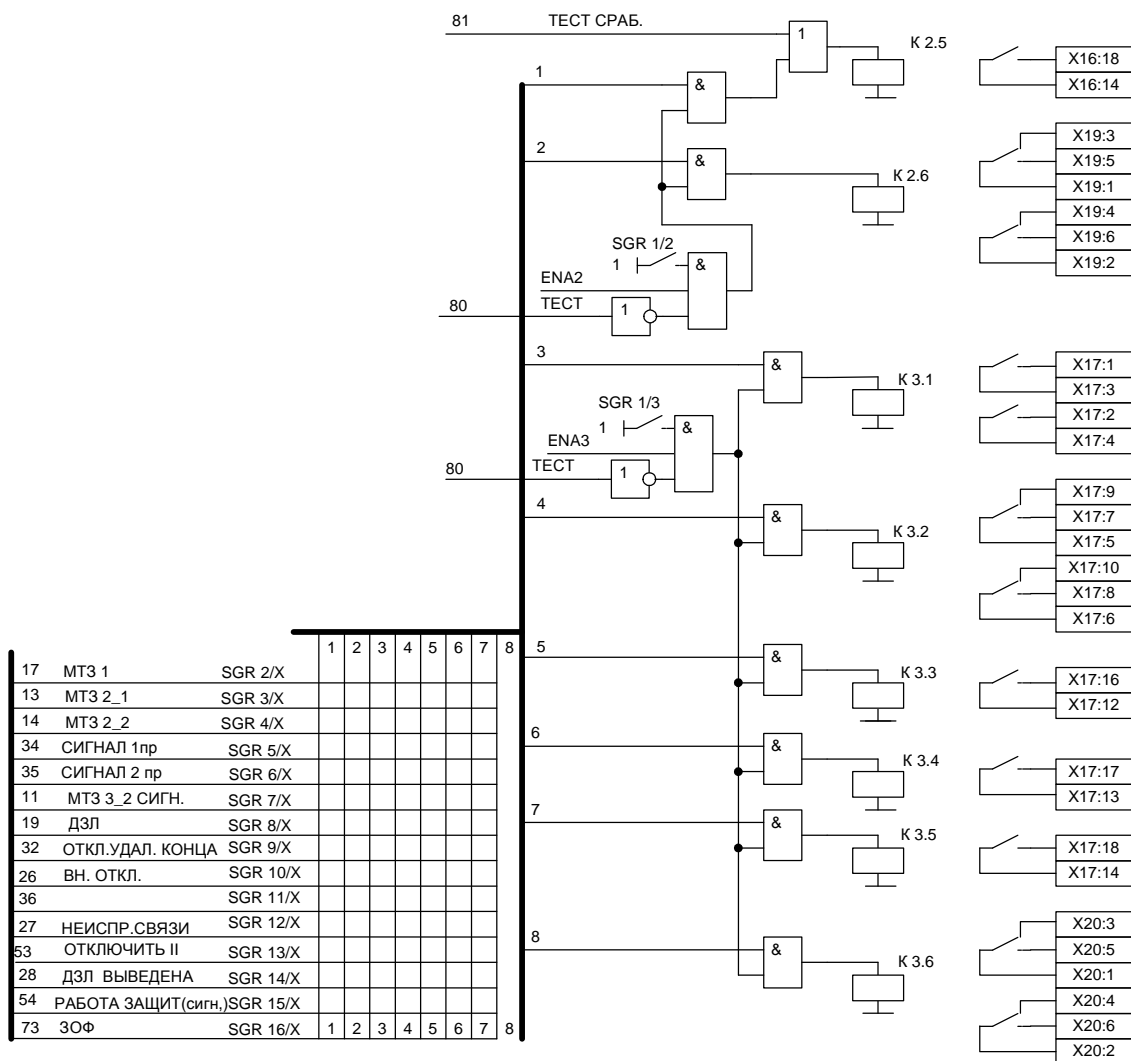 81 ТЕСТ СРАБ.
1
К 2.5
X16:18
X16:14
1
&
2
&
К 2.6
X19:3
X19:5
X19:1
X19:4
X19:6
X19:2
SGR 1/2
1
&
ENA2
80 ТЕСТ
1
3
&
К 3.1
X17:1
X17:3
X17:2
X17:4
SGR 1/3
1
&
ENA3
80 ТЕСТ
1
4
&
К 3.2
X17:9
X17:7
X17:5
X17:10
X17:8
X17:6
5
&
К 3.3
X17:16
X17:12
6
&
К 3.4
X17:17
X17:13
7
&
К 3.5
X17:18
X17:14
8
&
К 3.6
X20:3
X20:5
X20:1
X20:4
X20:6
X20:2
1 2 3 4 5 6 7 8
17 МТЗ 1 SGR 2/X
13 МТЗ 2_1 SGR 3/X
14 МТЗ 2_2 SGR 4/X
34 СИГНАЛ 1пр SGR 5/X
35 СИГНАЛ 2 пр SGR 6/X
11 МТЗ 3_2 СИГН. SGR 7/X
19 ДЗЛ SGR 8/X
32 ОТКЛ.УДАЛ. КОНЦА SGR 9/X
26 ВН. ОТКЛ. SGR 10/X
36 SGR 11/X
27 НЕИСПР.СВЯЗИ SGR 12/X
53 ОТКЛЮЧИТЬ II SGR 13/X
28 ДЗЛ ВЫВЕДЕНА SGR 14/X
54 РАБОТА ЗАЩИТ(сигн,) SGR 15/X
73 ЗОФ SGR 16/X 1 2 3 4 5 6 7 8